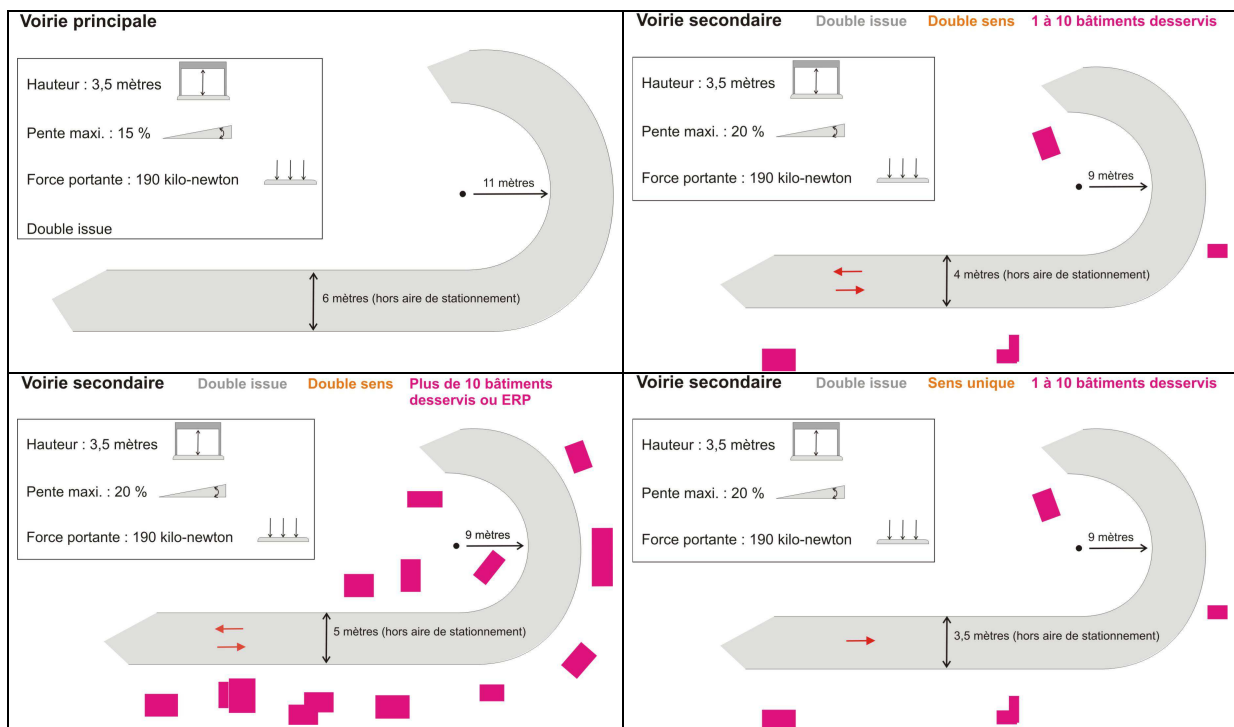 Voirie principale
Hauteur : 3,5 mètres
Pente maxi. : 15 %
Force portante : 190 kilo-newton
Double issue
11 mètres
6 mètres (hors aire de stationnement)
Voirie secondaire Double issue Double sens 1 à 10 bâtiments desservis
Hauteur : 3,5 mètres
Pente maxi. : 20 %
Force portante : 190 kilo-newton
9 mètres
4 mètres (hors aire de stationnement)
Voirie secondaire Double issue Double sens Plus de 10 bâtiments
desservis ou ERP
Hauteur : 3,5 mètres
Pente maxi. : 20 %
Force portante : 190 kilo-newton
9 mètres
5 mètres (hors aire de stationnement)
Voirie secondaire Double issue Sens unique 1 à 10 bâtiments desservis
Hauteur : 3,5 mètres
Pente maxi. : 20 %
Force portante : 190 kilo-newton
9 mètres
3,5 mètres (hors aire de stationnement)